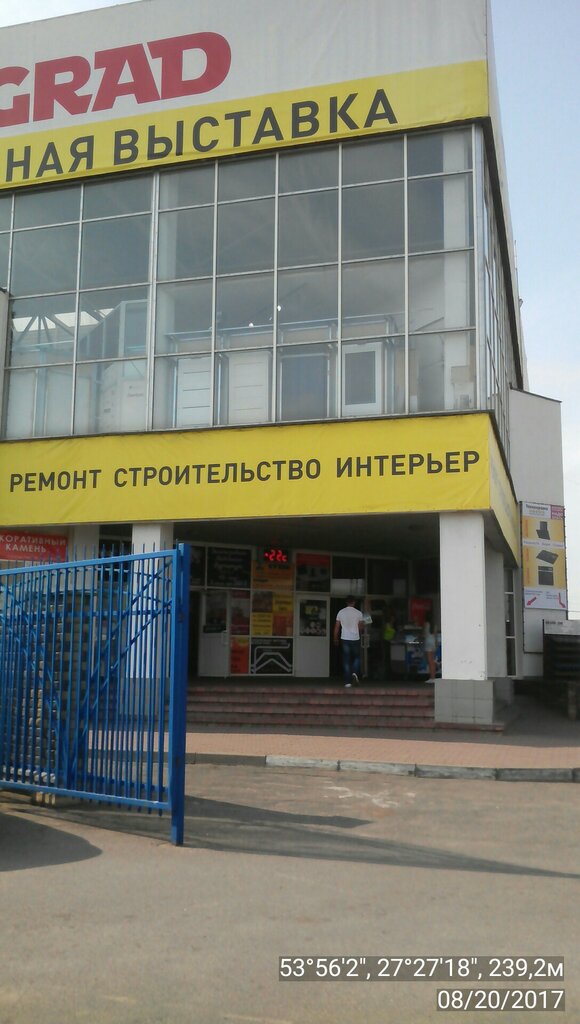 GRAD
НАЯ ВЫСТАВКА
РЕМОНТ СТРОИТЕЛЬСТВО ИНТЕРЬЕР
КОРАТИВНЫЙ
КАМЕНЬ
53°56'2", 27°27'18", 239,2м
08/20/2017